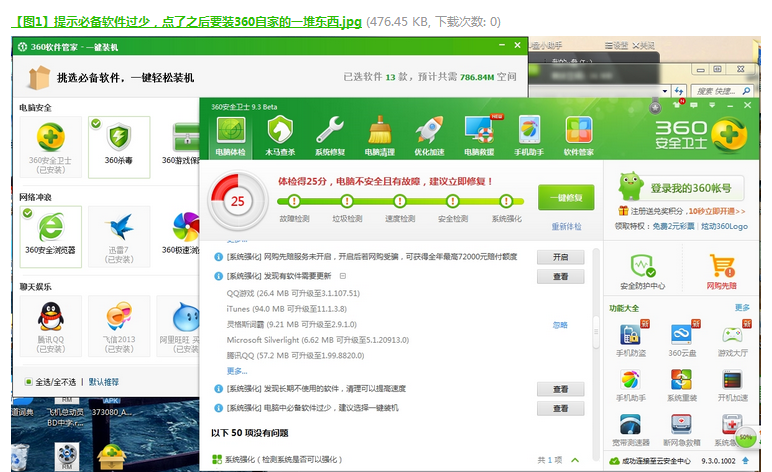 【图1】提示必备软件过少，点了之后要装360自家的一堆东西.jpg (476.45 KB, 下载次数: 0)
360软件管家 - 一键装机
挑选必备软件，一键轻松装机
已选软件 13 款，预计共需 786.84M 空间
电脑安全
360安全卫士
(已安装)
360杀毒
360游戏保
网络冲浪
360安全浏览器
迅雷7
(已安装)
360极速浏
聊天娱乐
腾讯QQ
(已安装)
飞信2013
(已安装)
阿里旺旺 买
(已安装)
全选/全不选 | 默认推荐
360安全卫士 9.3 Beta
电脑体检
木马查杀
系统修复
电脑清理
优化加速
电脑救援
NEW
手机助手
软件管家
360
安全卫士
25
体检得25分，电脑不安全且有故障，建议立即修复！
故障检测
垃圾检测
速度检测
安全检测
系统强化
一键修复
重新体检
[系统强化] 网购先赔服务未开启，开启后若网购受骗，可获得全年最高72000元赔付额度
开启
[系统强化] 发现有软件需要更新
查看
QQ游戏 (26.4 MB 可升级至3.1.107.51)
iTunes (94.0 MB 可升级至11.1.3.8)
灵格斯词霸 (9.21 MB 可升级至2.9.1.0)
忽略
Microsoft Silverlight (6.62 MB 可升级至5.1.20913.0)
腾讯QQ (57.2 MB 可升级至1.99.8820.0)
更多...
[系统强化] 发现长期不使用的软件，清理可以提高速度
查看
[系统强化] 电脑中必备软件过少，建议选择一键装机
查看
以下 50 项没有问题
系统强化 ( 检测系统是否可以强化 )
共 1 项
登录我的360帐号
注册送兑奖积分，10秒立即开通>>
领取特权：免费2元彩票 | 炫动360Logo
安全防护中心
网购先赔
功能大全
更多
手机防盗
新
360云盘
新
游戏大厅
新
手机助手
系统重装
开机加速
宽带测速器
断网急救箱
系统急
50%
成功连接至云安全中心
9.3.0.1002
道词典
飞机总动员
BD中字.r...
373080_A...
搜索 快速...